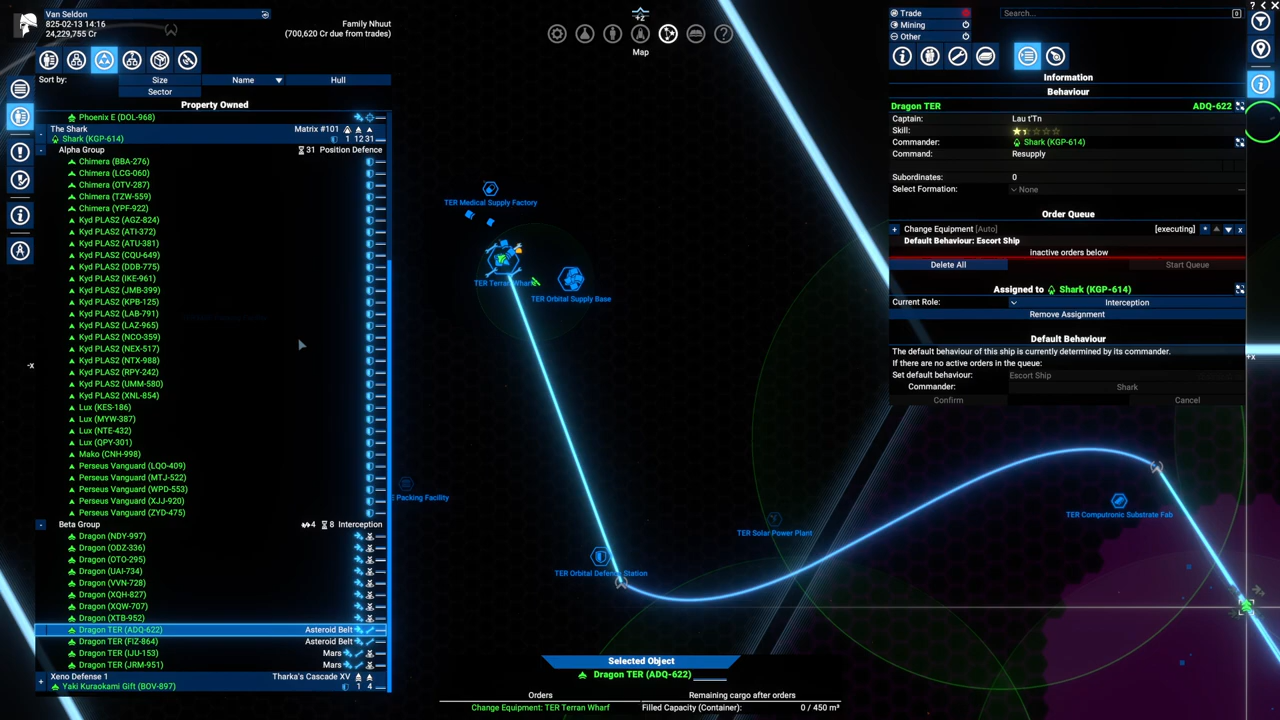 Van Seldon
825-02-13 14:16
24,229,755 Cr
Family Nhuut
(700,620 Cr due from trades)
+2
Map
Sort by:
Size
Name
Hull
Sector
Property Owned
Phoenix E (DOL-968)
The Shark
Matrix #101
Shark (KGP-614)
1 12 31
Alpha Group
31 Position Defence
Chimera (BBA-276)
Chimera (LCG-060)
Chimera (OTV-287)
Chimera (TZW-559)
Chimera (YPF-922)
Kyd PLAS2 (AGZ-824)
Kyd PLAS2 (ATI-372)
Kyd PLAS2 (ATU-381)
Kyd PLAS2 (CQU-649)
Kyd PLAS2 (DDB-775)
Kyd PLAS2 (IKE-961)
Kyd PLAS2 (JMB-399)
Kyd PLAS2 (KPB-125)
Kyd PLAS2 (LAB-791)
Kyd PLAS2 (LAZ-965)
Kyd PLAS2 (NCO-359)
Kyd PLAS2 (NEX-517)
Kyd PLAS2 (NTX-988)
Kyd PLAS2 (RPY-242)
Kyd PLAS2 (UMM-580)
Kyd PLAS2 (XNL-854)
Lux (KES-186)
Lux (MYW-387)
Lux (NTE-432)
Lux (QPY-301)
Mako (CNH-998)
Perseus Vanguard (LQO-409)
Perseus Vanguard (MTJ-522)
Perseus Vanguard (WPD-553)
Perseus Vanguard (XJJ-920)
Perseus Vanguard (ZYD-475)
Beta Group
4 8 Interception
Dragon (NDY-997)
Dragon (ODZ-336)
Dragon (OTO-295)
Dragon (UAI-734)
Dragon (VVN-728)
Dragon (XQH-827)
Dragon (XQW-707)
Dragon (XTB-952)
Dragon TER (ADQ-622)
Asteroid Belt
Dragon TER (FIZ-864)
Asteroid Belt
Dragon TER (IJU-153)
Mars
Dragon TER (JRM-951)
Mars
Xeno Defense 1
Tharka's Cascade XV
Yaki Kuraokami Gift (BOV-897)
1 4
-x
TER Medical Supply Factory
TER Terran Wharf
TER Orbital Supply Base
E Packing Facility
TER Solar Power Plant
TER Computronic Substrate Fab
TER Orbital Defence Station
+x
Selected Object
Dragon TER (ADQ-622)
Orders
Remaining cargo after orders
Change Equipment: TER Terran Wharf
Filled Capacity (Container):
0 / 450 m³
Trade
Mining
Other
Search...
Information
Behaviour
Dragon TER
ADQ-622
Captain:
Lau t'Tn
Skill:
Commander:
Shark (KGP-614)
Command:
Resupply
Subordinates:
0
Select Formation:
None
Order Queue
+ Change Equipment [Auto]
[executing]
x
Default Behaviour: Escort Ship
inactive orders below
Delete All
Start Queue
Assigned to Shark (KGP-614)
Current Role:
Interception
Remove Assignment
Default Behaviour
The default behaviour of this ship is currently determined by its commander.
If there are no active orders in the queue:
Set default behaviour:
Escort Ship
Commander:
Shark
Confirm
Cancel